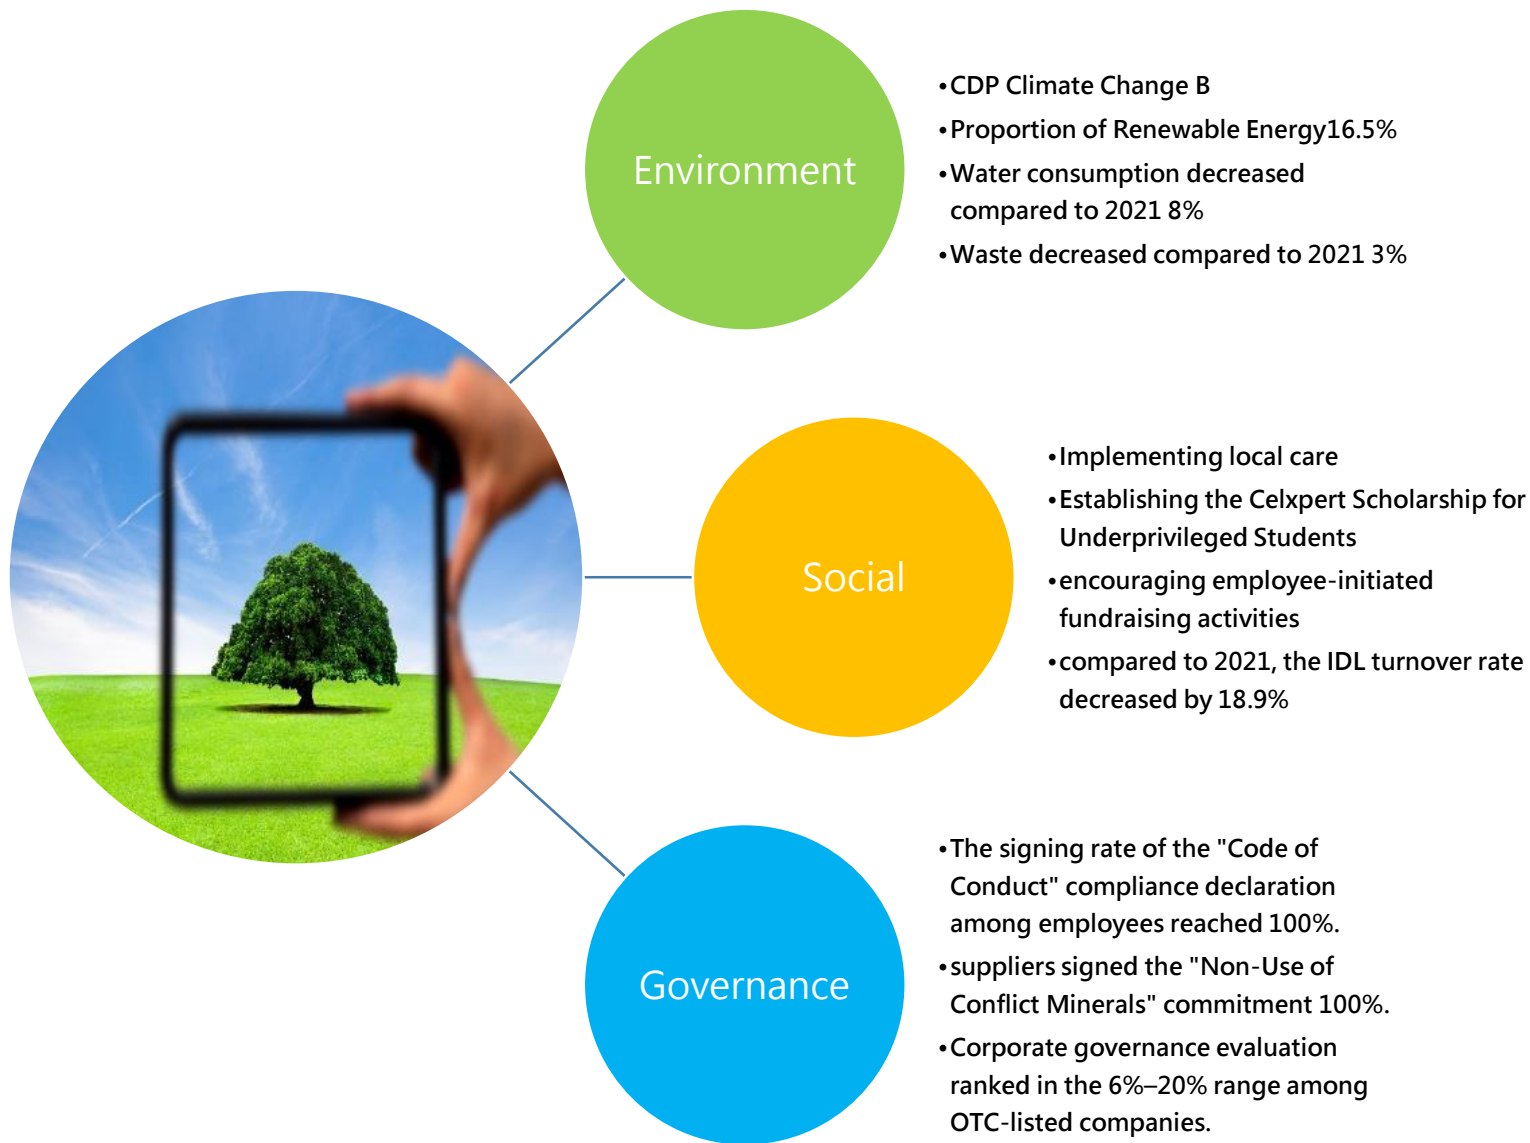 Environment
•CDP Climate Change B
•Proportion of Renewable Energy16.5%
•Water consumption decreased
compared to 2021 8%
•Waste decreased compared to 2021 3%
Social
•Implementing local care
•Establishing the Celxpert Scholarship for
Underprivileged Students
•encouraging employee-initiated
fundraising activities
•compared to 2021, the IDL turnover rate
decreased by 18.9%
Governance
•The signing rate of the "Code of
Conduct" compliance declaration
among employees reached 100%.
•suppliers signed the "Non-Use of
Conflict Minerals" commitment 100%.
•Corporate governance evaluation
ranked in the 6%–20% range among
OTC-listed companies.